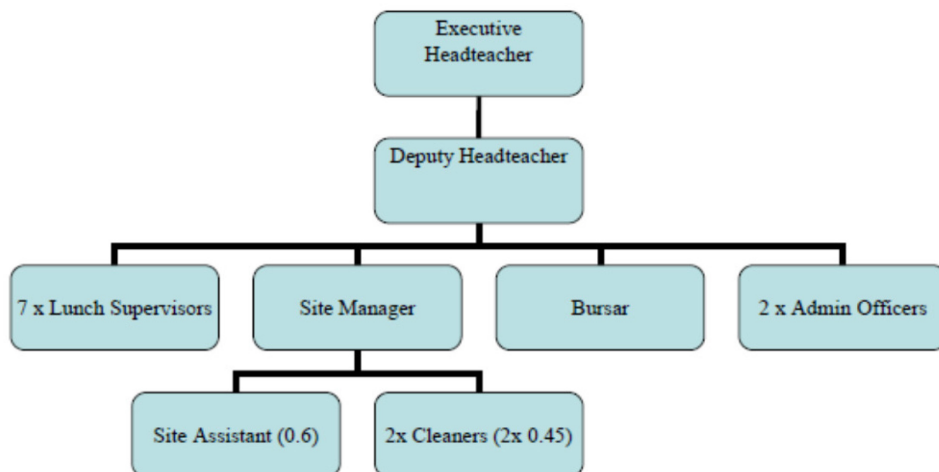 Executive
Headteacher
Deputy Headteacher
7 x Lunch Supervisors
Site Manager
Bursar
2 x Admin Officers
Site Assistant (0.6)
2x Cleaners (2x 0.45)